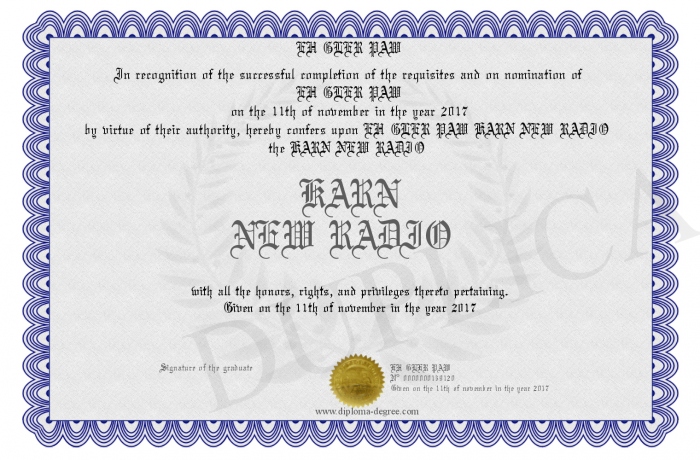 EH GLER PAW
In recognition of the successful completion of the requisites and on nomination of
EH GLER PAW
on the 11th of november in the year 2017
by virtue of their authority, hereby confers upon EH GLER PAW KARN NEW RADIO
the KARN NEW RADIO
KARN
NEW RADIO
DUPLICA
with all the honors, rights, and privileges thereto pertaining.
Given on the 11th of november in the year 2017
Signature of the graduate
EH GLER PAW
Given on the 11th of november in the year 2017
www.diploma-degree.com